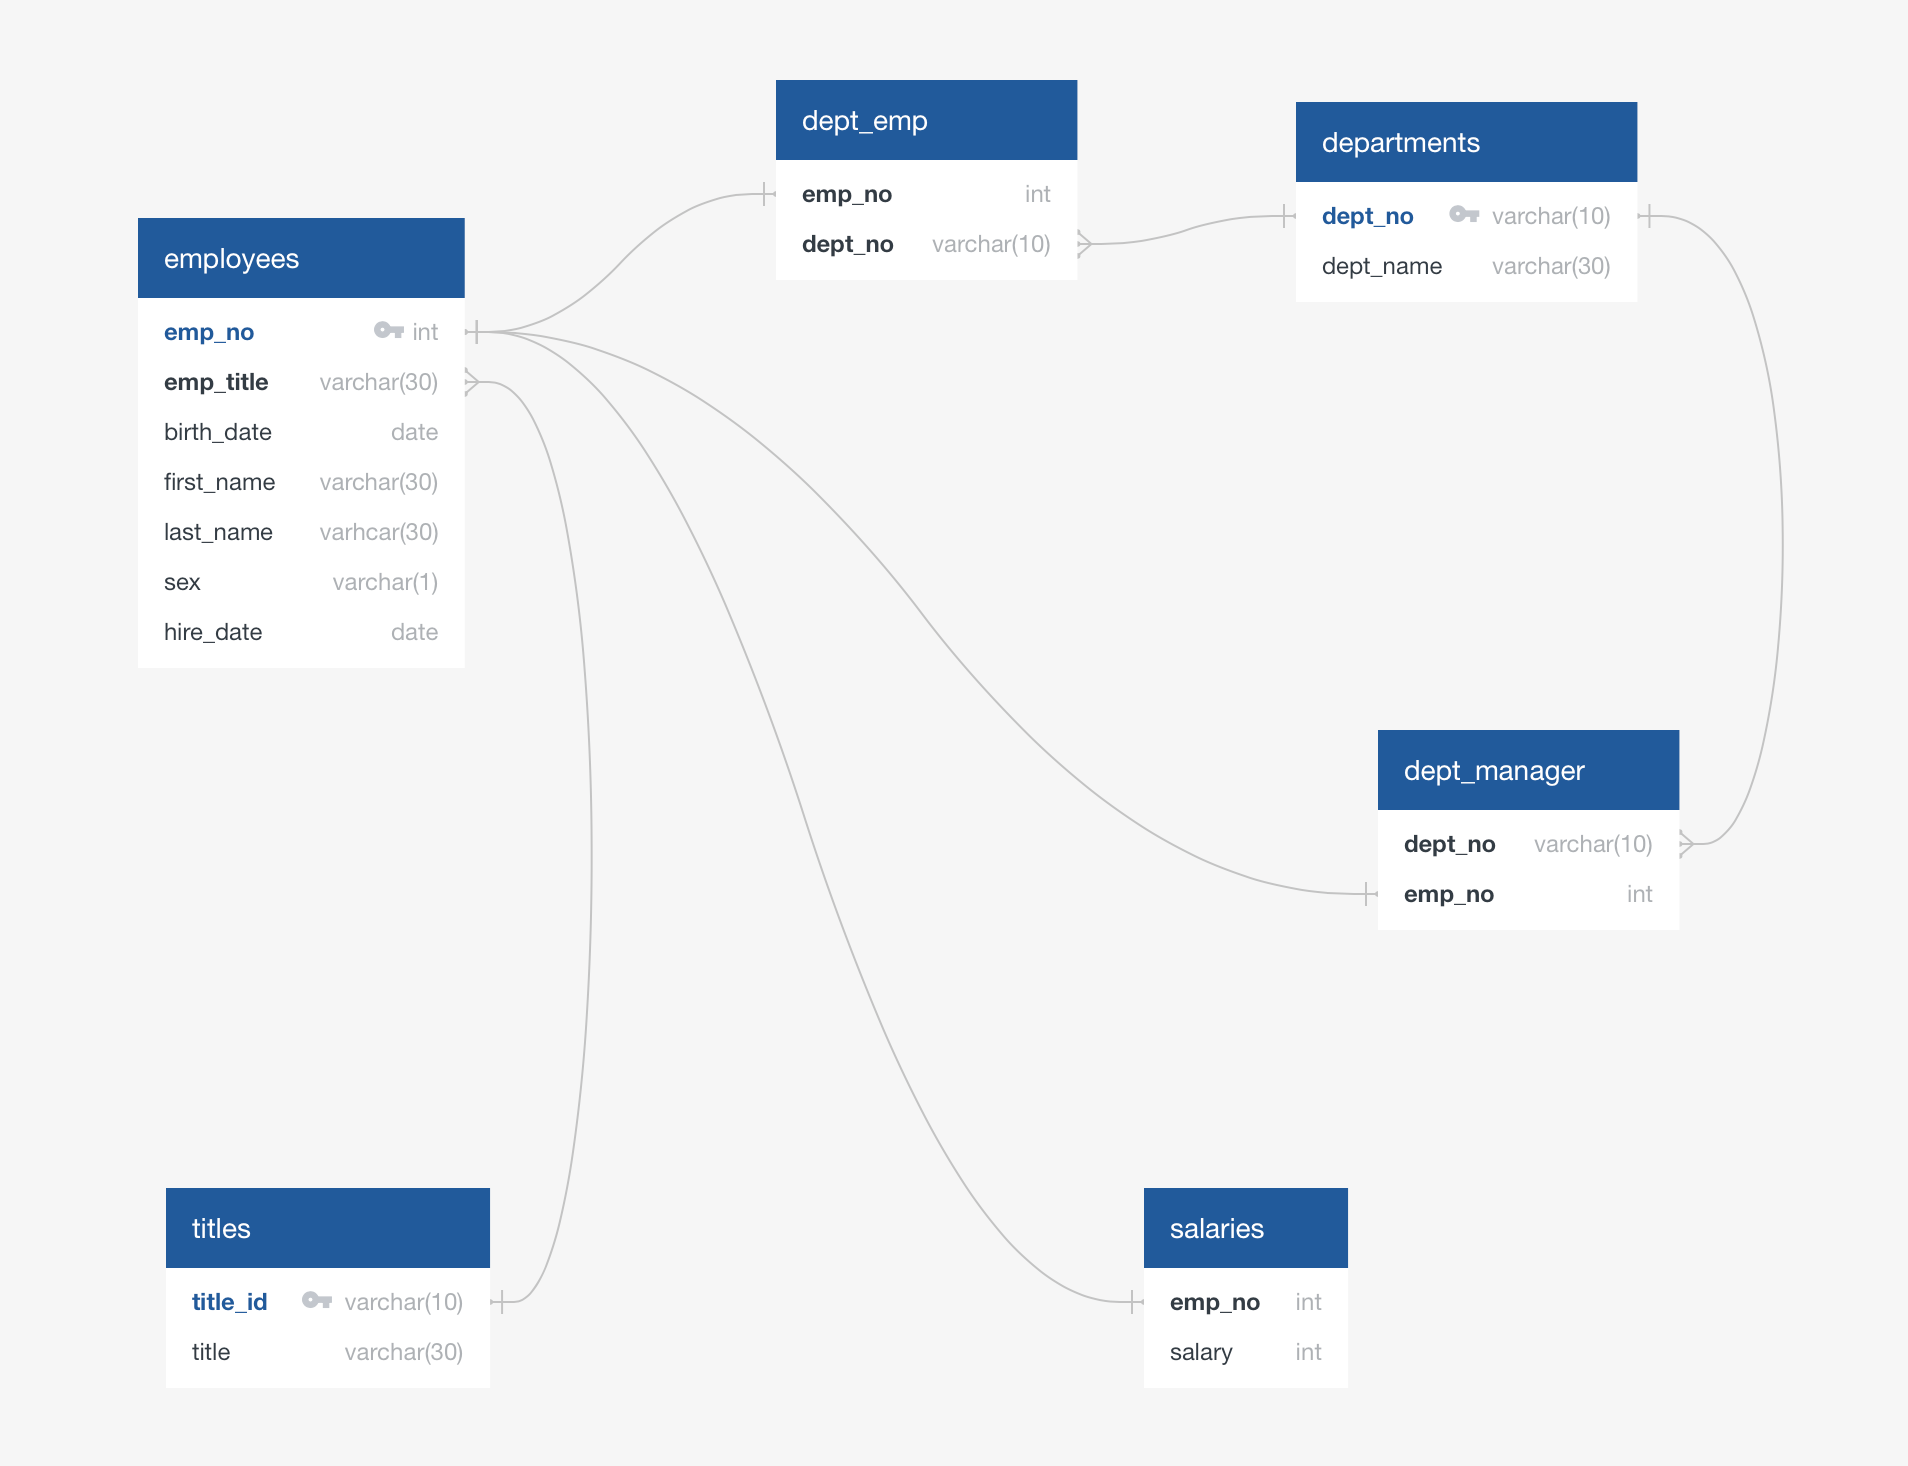 dept_emp
emp_no int
dept_no varchar(10)
departments
dept_no varchar(10)
dept_name varchar(30)
employees
emp_no int
emp_title varchar(30)
birth_date date
first_name varchar(30)
last_name varhcar(30)
sex varchar(1)
hire_date date
dept_manager
dept_no varchar(10)
emp_no int
titles
title_id varchar(10)
title varchar(30)
salaries
emp_no int
salary int